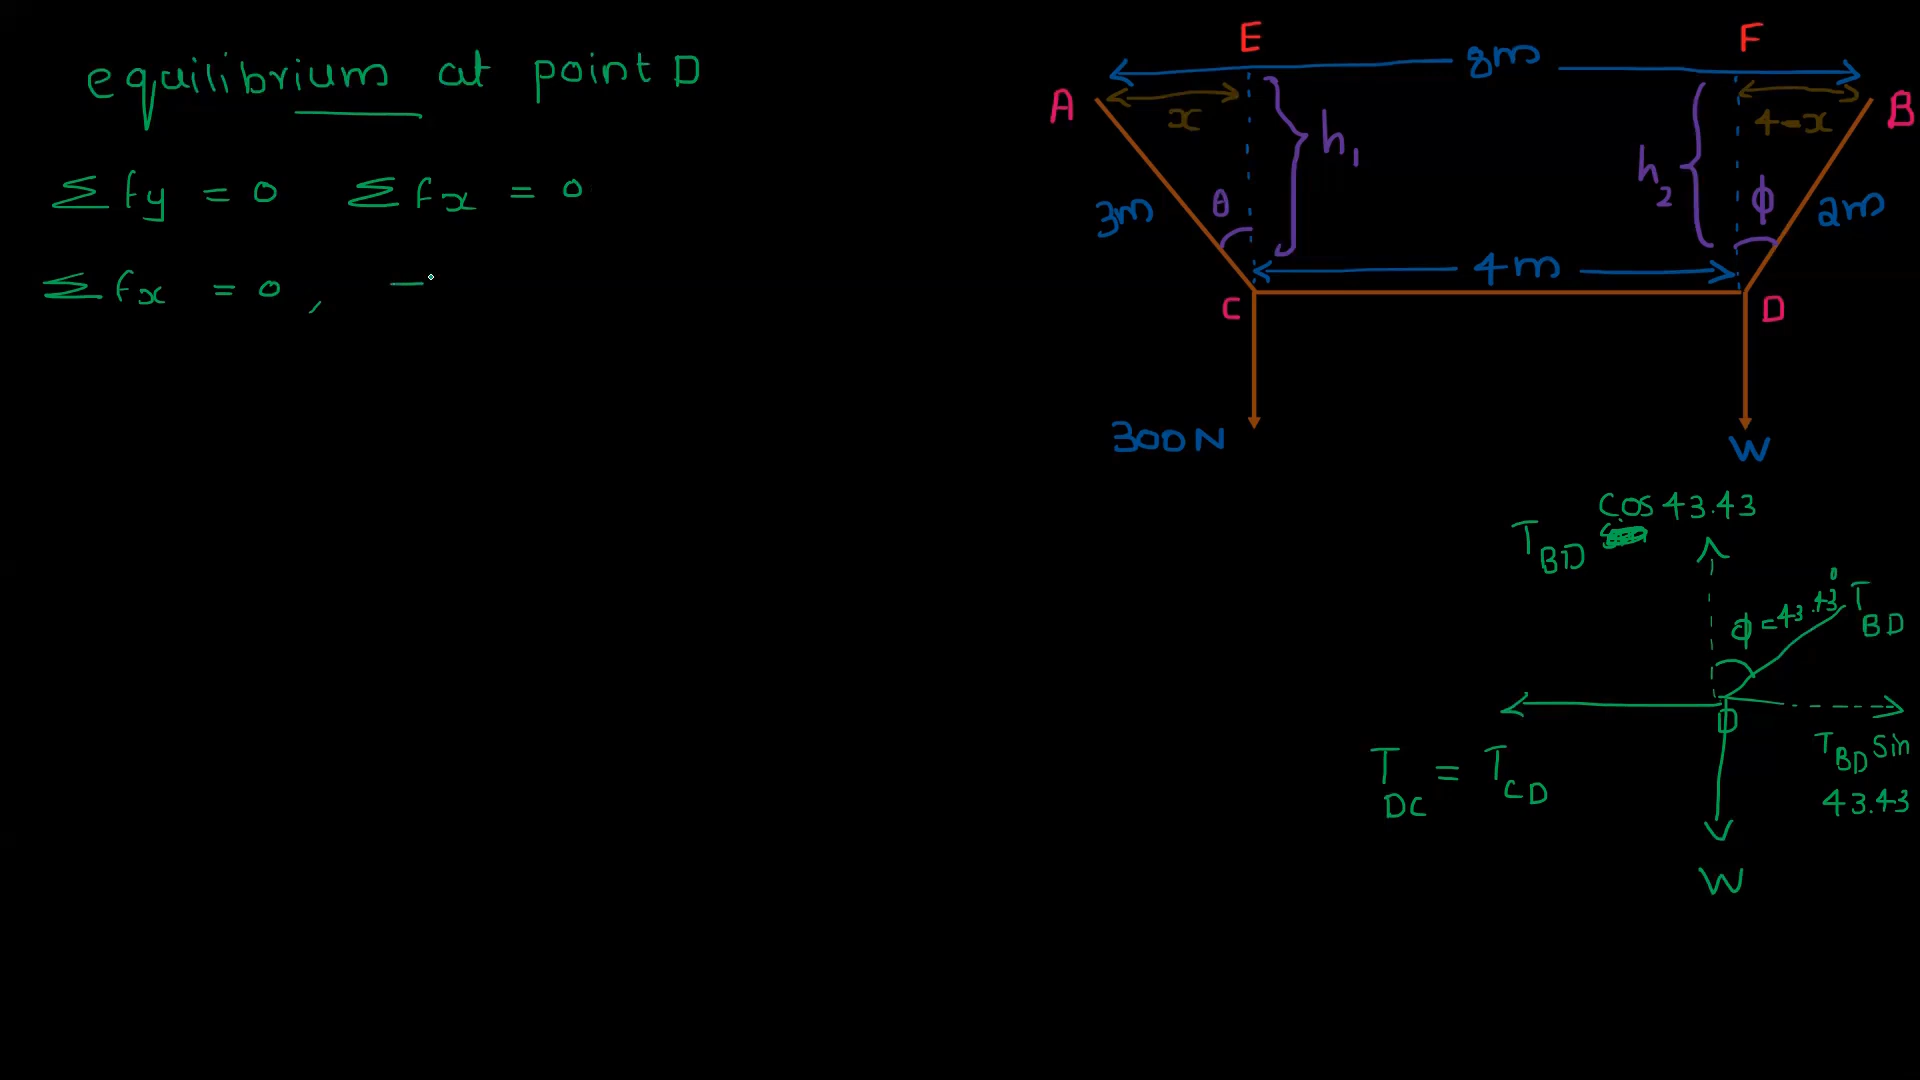 equilibrium at point D
Σfy = 0 Σfx = 0
Σfx = 0, -
E F
8m
A B
x 4-x
h1 h2
θ ϕ
3m 2m
4m
C D
300N W
Cos 43.43
TBD
ϕ = 43.43° TBD
D
TBD Sin
43.43
TDC = TCD
W